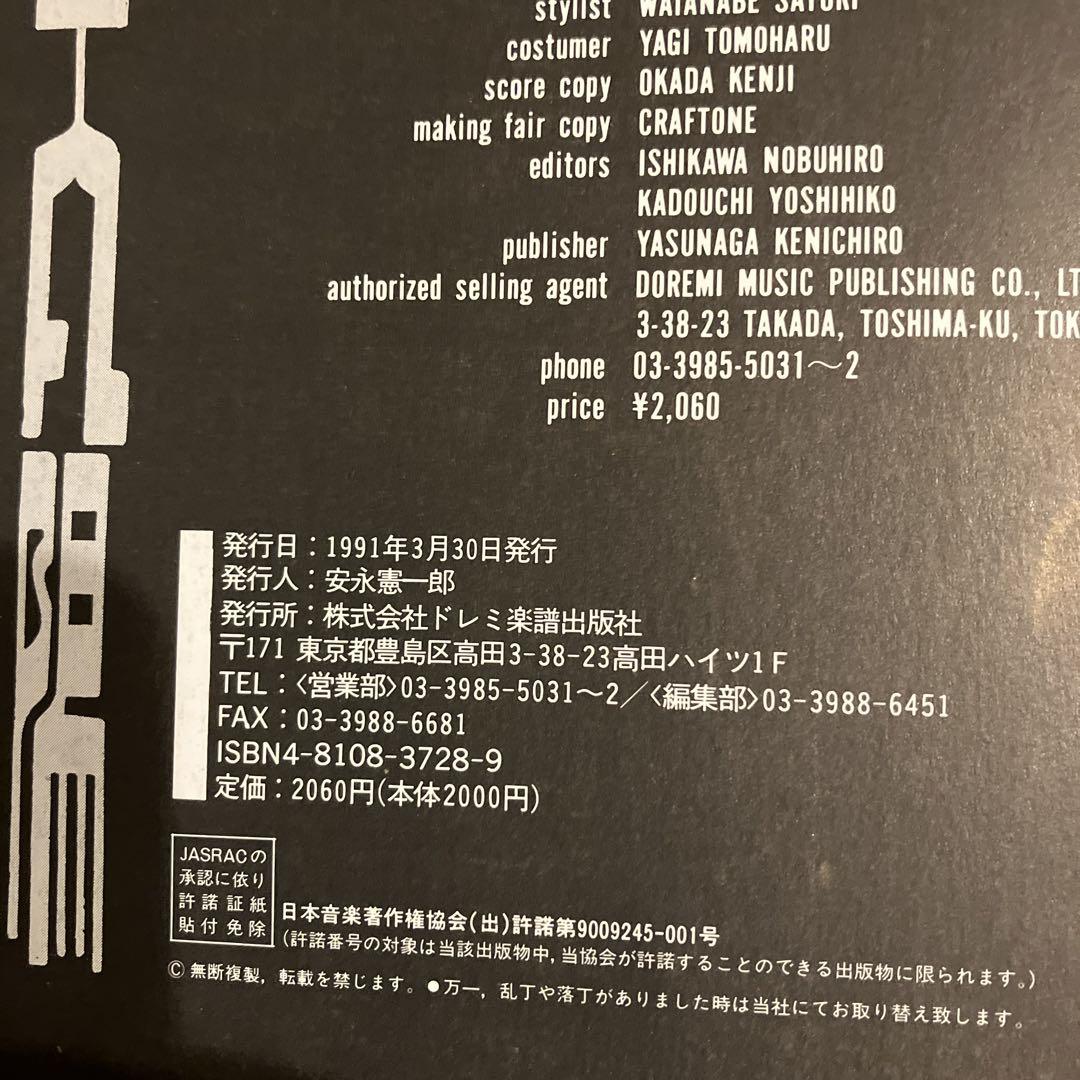 stylist WATANABE SATORU
costumer YAGI TOMOHARU
score copy OKADA KENJI
making fair copy CRAFTONE
editors ISHIKAWA NOBUHIRO
KADOUCHI YOSHIHIKO
publisher YASUNAGA KENICHIRO
authorized selling agent DOREMI MUSIC PUBLISHING CO., LT
3-38-23 TAKADA, TOSHIMA-KU, TOK
phone 03-3985-5031〜2
price ¥2,060
発行日：1991年3月30日発行
発行人：安永憲一郎
発行所：株式会社ドレミ楽譜出版社
〒171 東京都豊島区高田3-38-23高田ハイツ1F
TEL：〈営業部〉03-3985-5031〜2／〈編集部〉03-3988-6451
FAX：03-3988-6681
ISBN4-8108-3728-9
定価：2060円(本体2000円)
JASRACの
承認に依り
許諾証紙
貼付免除
日本音楽著作権協会(出)許諾第9009245-001号
(許諾番号の対象は当該出版物中,当協会が許諾することのできる出版物に限られます。)
©無断複製，転載を禁じます。●万一，乱丁や落丁がありました時は当社にてお取り替え致します。